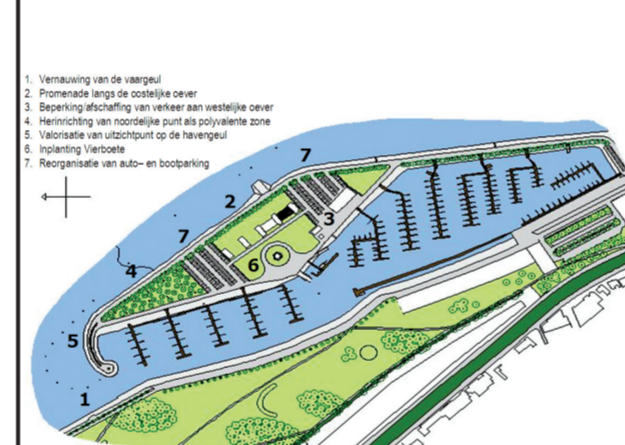 1. Vernauwing van de vaargeul
2. Promenade langs de oostelijke oever
3. Beperking/afschaffing van verkeer aan westelijke oever
4. Herinrichting van noordelijke punt als polyvalente zone
5. Valorisatie van uitzichtpunt op de havengeul
6. Inplanting Vierboete
7. Reorganisatie van auto– en bootparking
7
2
3
7
6
4
5
1